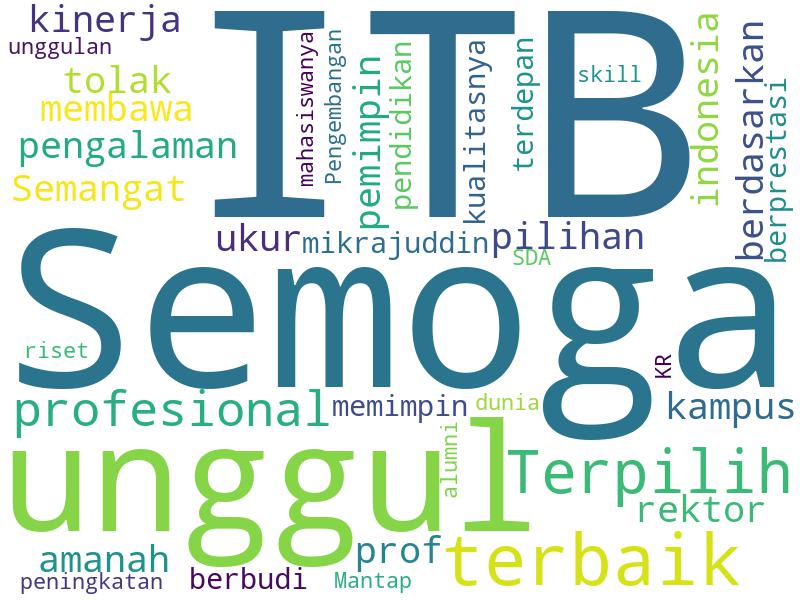 kinerja
unggulan
tolak
membawa
pengalaman
Semangat
ITB
mahasiswanya
Pengembangan
pemimpin
pendidikan
kualitasnya
terdepan
skill
indonesia
berdasarkan
berprestasi
ukur
mikrajuddin
pilihan
SDA
Semoga
riset
KR
profesional
memimpin
dunia
kampus
unggul
alumni
Terpilih
rektor
amanah
prof
terbaik
peningkatan
berbudi
Mantap